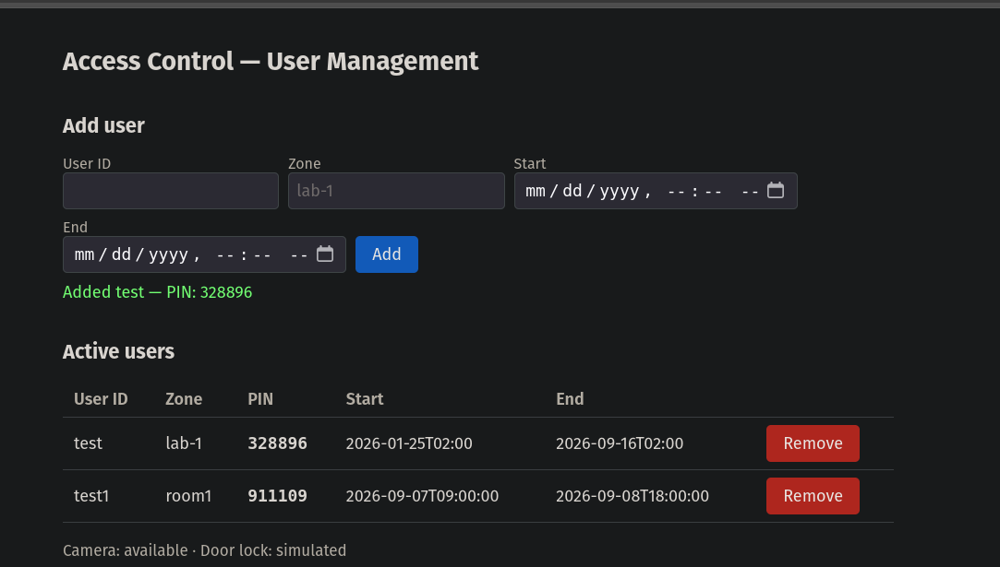 Access Control — User Management
Add user
User ID Zone Start
lab-1 mm/dd/yyyy, --:-- --
End
mm/dd/yyyy, --:-- -- Add
Added test — PIN: 328896
Active users
User ID Zone PIN Start End
test lab-1 328896 2026-01-25T02:00 2026-09-16T02:00 Remove
test1 room1 911109 2026-09-07T09:00:00 2026-09-08T18:00:00 Remove
Camera: available · Door lock: simulated